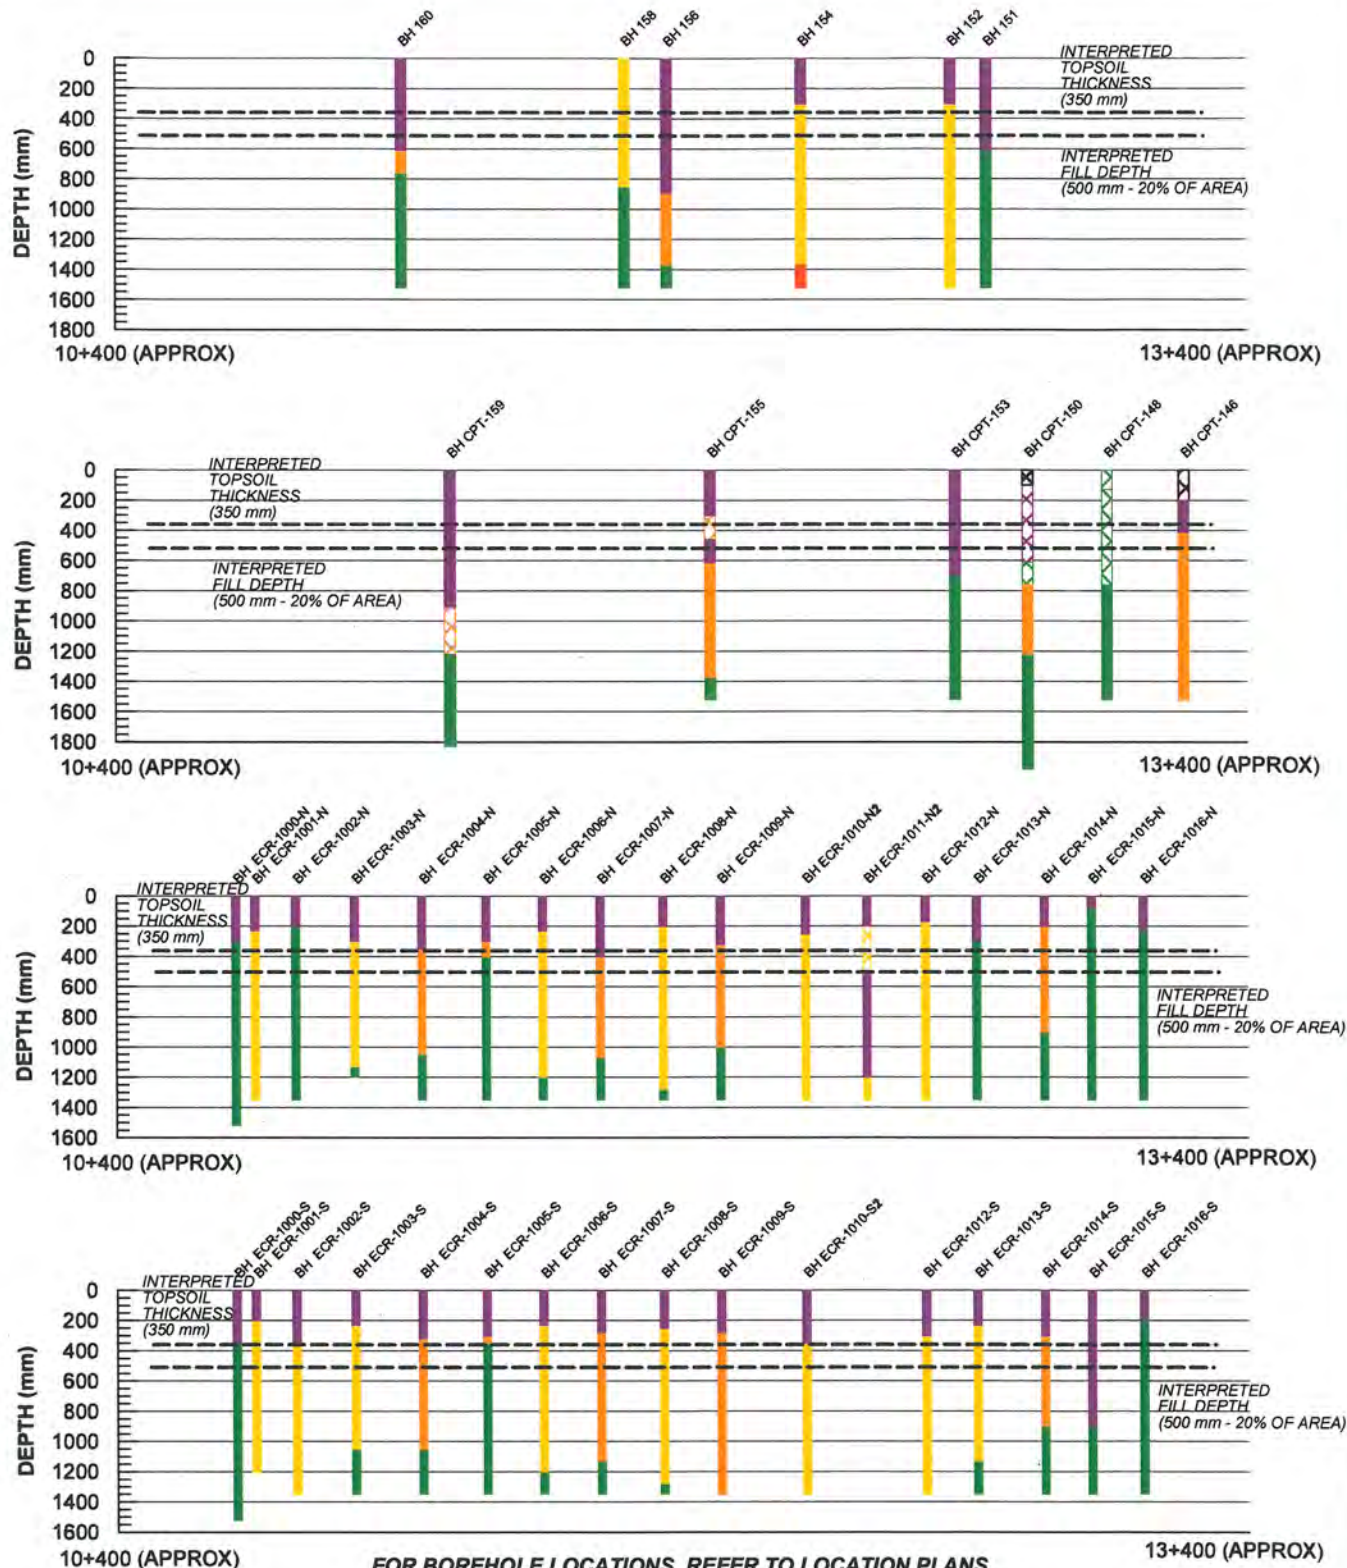 BH 160
BH 158
BH 156
BH 154
BH 152
BH 151
DEPTH (mm)
0
200
400
600
800
1000
1200
1400
1600
1800
INTERPRETED
TOPSOIL
THICKNESS
(350 mm)
INTERPRETED
FILL DEPTH
(500 mm - 20% OF AREA)
10+400 (APPROX)
13+400 (APPROX)
BH CPT-159
BH CPT-155
BH CPT-153
BH CPT-150
BH CPT-148
BH CPT-146
DEPTH (mm)
0
200
400
600
800
1000
1200
1400
1600
1800
INTERPRETED
TOPSOIL
THICKNESS
(350 mm)
INTERPRETED
FILL DEPTH
(500 mm - 20% OF AREA)
10+400 (APPROX)
13+400 (APPROX)
BH ECR-1000-N
BH ECR-1001-N
BH ECR-1002-N
BH ECR-1003-N
BH ECR-1004-N
BH ECR-1005-N
BH ECR-1006-N
BH ECR-1007-N
BH ECR-1008-N
BH ECR-1009-N
BH ECR-1010-N2
BH ECR-1011-N2
BH ECR-1012-N
BH ECR-1013-N
BH ECR-1014-N
BH ECR-1015-N
BH ECR-1016-N
DEPTH (mm)
0
200
400
600
800
1000
1200
1400
1600
INTERPRETED
TOPSOIL
THICKNESS
(350 mm)
INTERPRETED
FILL DEPTH
(500 mm - 20% OF AREA)
10+400 (APPROX)
13+400 (APPROX)
BH ECR-1000-S
BH ECR-1001-S
BH ECR-1002-S
BH ECR-1003-S
BH ECR-1004-S
BH ECR-1005-S
BH ECR-1006-S
BH ECR-1007-S
BH ECR-1008-S
BH ECR-1009-S
BH ECR-1010-S2
BH ECR-1012-S
BH ECR-1013-S
BH ECR-1014-S
BH ECR-1015-S
BH ECR-1016-S
DEPTH (mm)
0
200
400
600
800
1000
1200
1400
1600
INTERPRETED
TOPSOIL
THICKNESS
(350 mm)
INTERPRETED
FILL DEPTH
(500 mm - 20% OF AREA)
10+400 (APPROX)
13+400 (APPROX)
FOR BOREHOLE LOCATIONS, REFER TO LOCATION PLANS